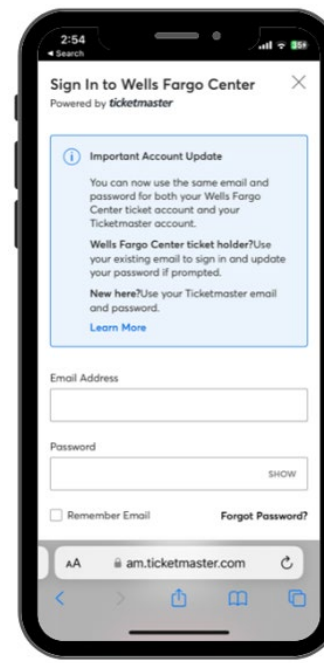 2:54
Search
Sign In to Wells Fargo Center
Powered by ticketmaster
Important Account Update
You can now use the same email and
password for both your Wells Fargo
Center ticket account and your
Ticketmaster account.
Wells Fargo Center ticket holder?Use
your existing email to sign in and update
your password if prompted.
New here?Use your Ticketmaster email
and password.
Learn More
Email Address
Password
SHOW
Remember Email Forgot Password?
AA am.ticketmaster.com